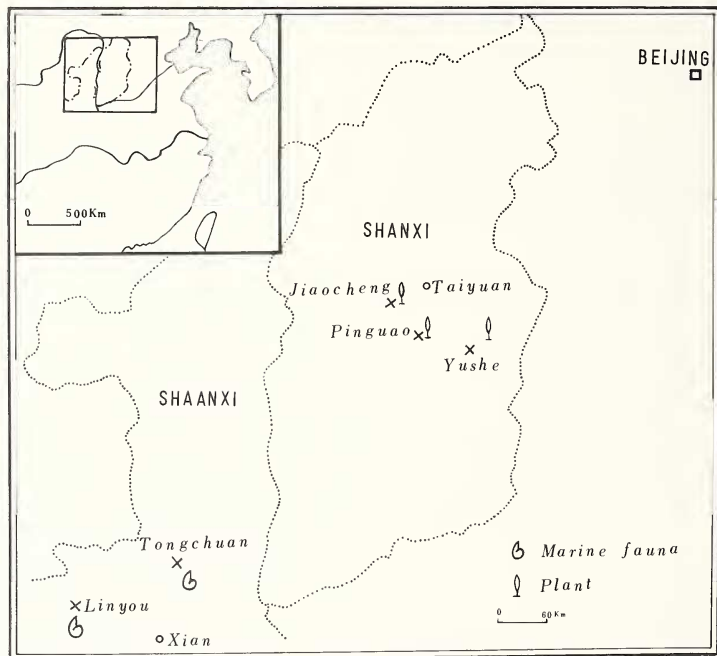 BEIJING
0 500Km
SHANXI
Jiaocheng
Taiyuan
Pinguao
Yushe
SHAANXI
Tongchuan
Marine fauna
Plant
Linyou
0 60Km
Xian